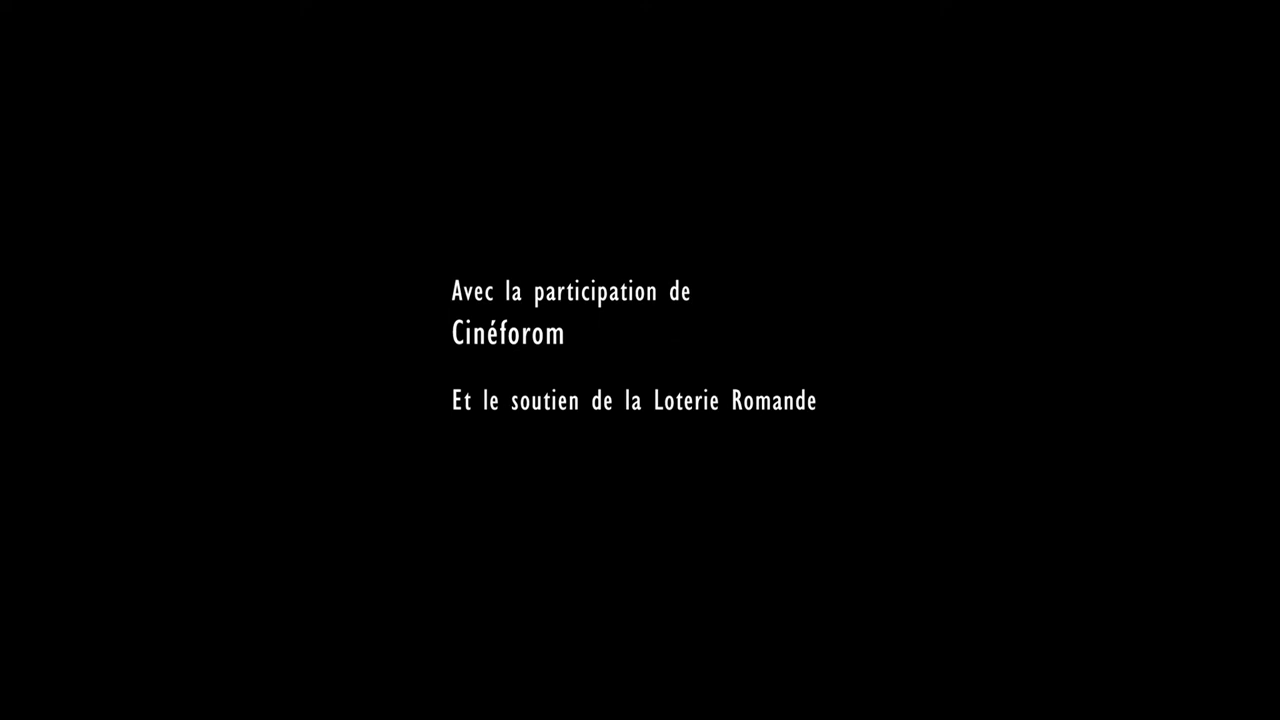 Avec la participation de
Cinéforom
Et le soutien de la Loterie Romande